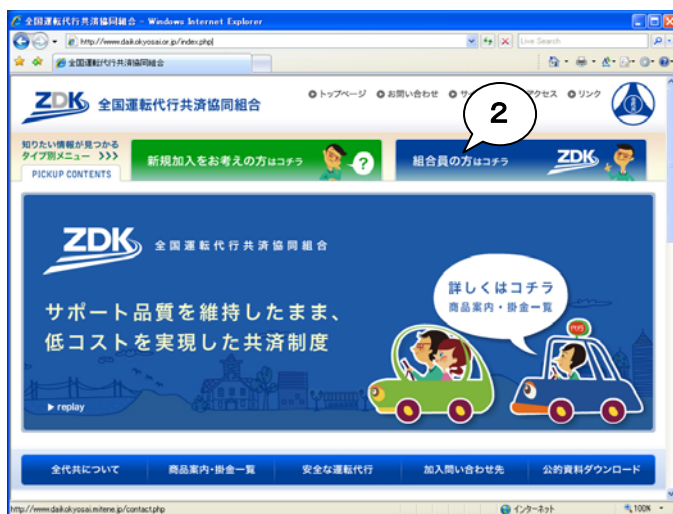 全国運転代行共済協同組合 - Windows Internet Explorer
http://www.daikokyosai.or.jp/index.php
Live Search
全国運転代行共済協同組合
ZDK 全国運転代行共済協同組合
トップページ お問い合わせ サ クセス リンク
2
知りたい情報が見つかる
タイプ別メニュー >>>
PICKUP CONTENTS
新規加入をお考えの方はコチラ
?
組合員の方はコチラ
ZDK
ZDK 全国運転代行共済協同組合
サポート品質を維持したまま、
低コストを実現した共済制度
詳しくはコチラ
商品案内・掛金一覧
代行
replay
全代共について 商品案内・掛金一覧 安全な運転代行 加入問い合わせ先 公的資料ダウンロード
http://www.daikokyosai.mitene.jp/contact.php
インターネット
100%